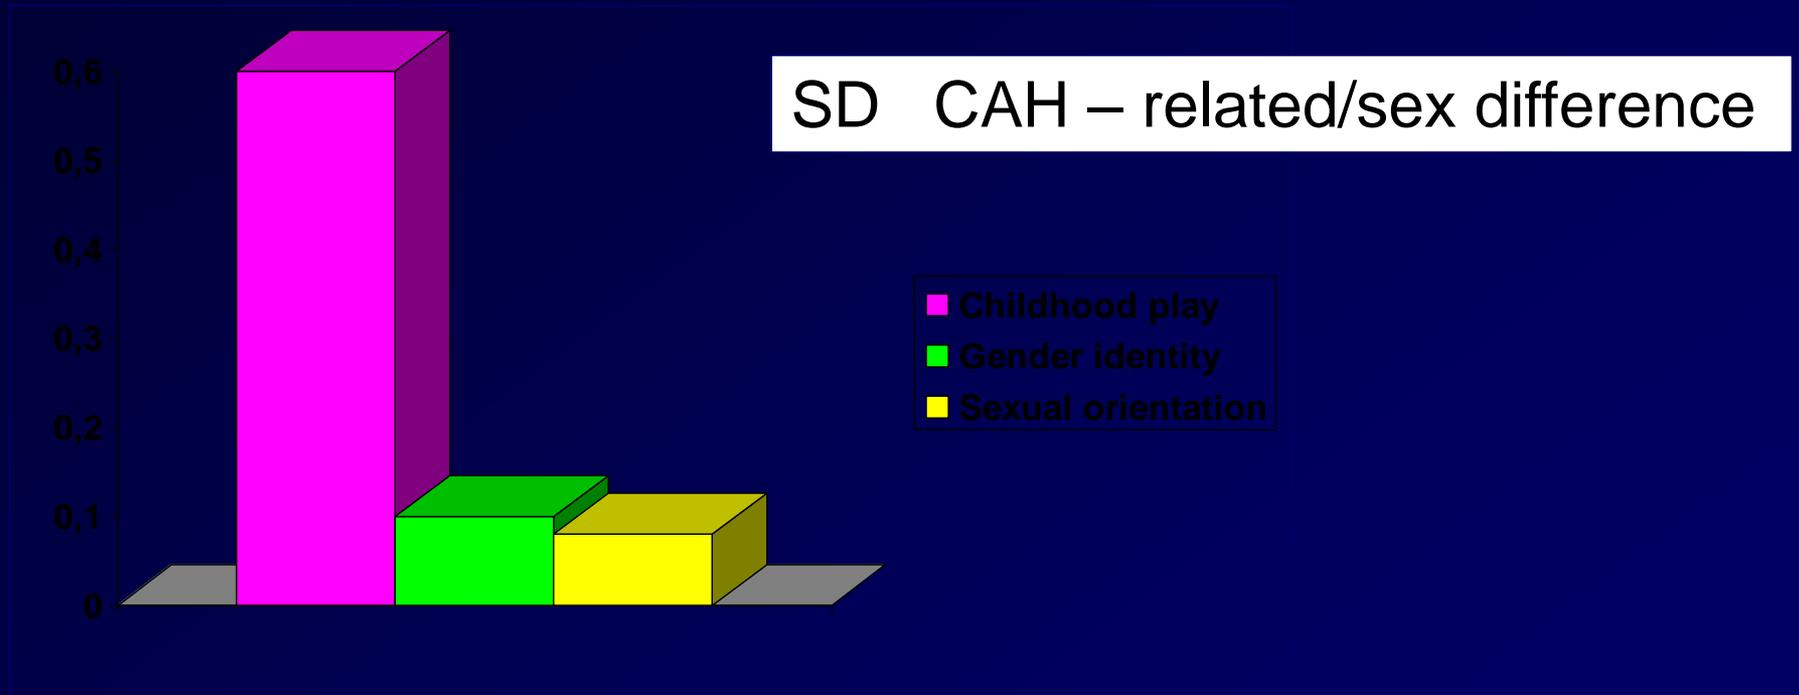 SD CAH – related/sex difference
0,6
0,5
0,4
0,3
0,2
0,1
0
Childhood play
Gender identity
Sexual orientation